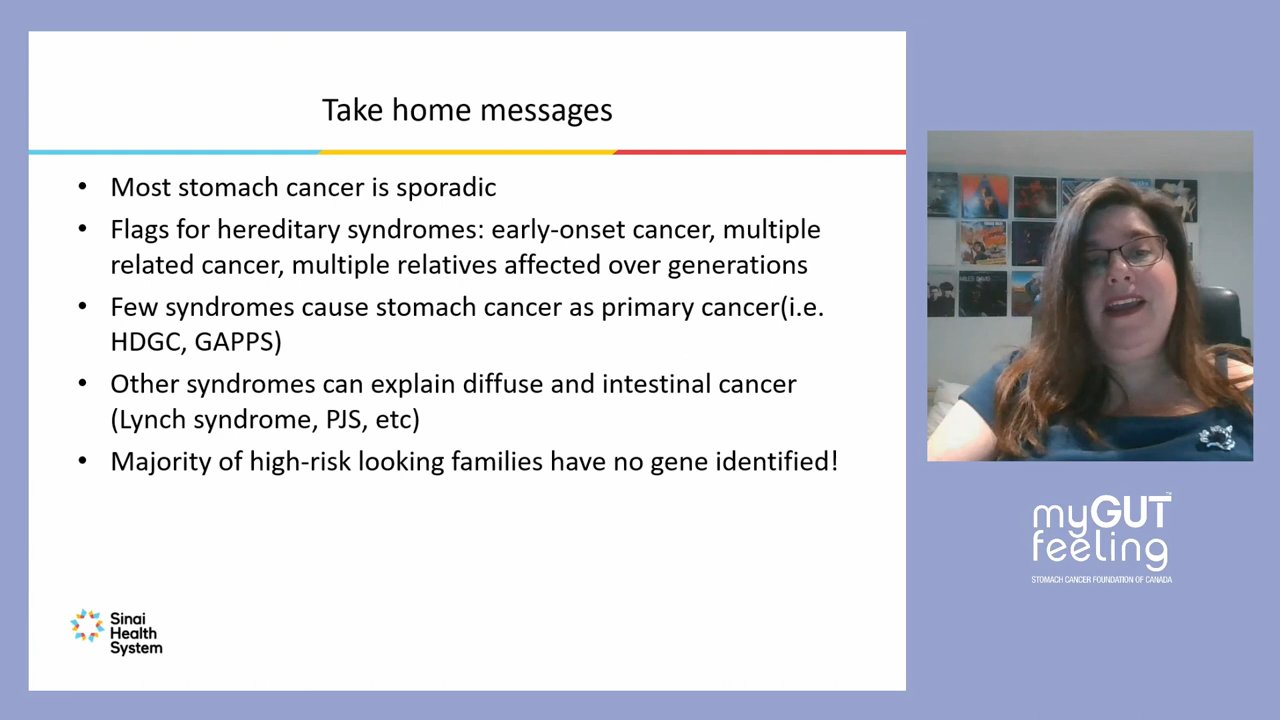 Take home messages
• Most stomach cancer is sporadic
• Flags for hereditary syndromes: early-onset cancer, multiple
related cancer, multiple relatives affected over generations
• Few syndromes cause stomach cancer as primary cancer(i.e.
HDGC, GAPPS)
• Other syndromes can explain diffuse and intestinal cancer
(Lynch syndrome, PJS, etc)
• Majority of high-risk looking families have no gene identified!
Sinai
Health
System
MILES DAVIS
myGUT™
feeling
STOMACH CANCER FOUNDATION OF CANADA